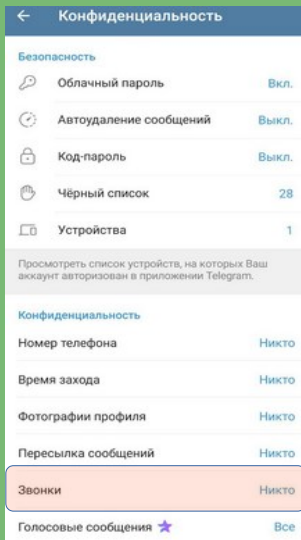 Конфиденциальность
Безопасность
Облачный пароль Вкл.
Автоудаление сообщений Выкл.
Код-пароль Выкл.
Чёрный список 28
Устройства 1
Просмотреть список устройств, на которых Ваш
аккаунт авторизован в приложении Telegram.
Конфиденциальность
Номер телефона Никто
Время захода Никто
Фотографии профиля Никто
Пересылка сообщений Никто
Звонки Никто
Голосовые сообщения Все